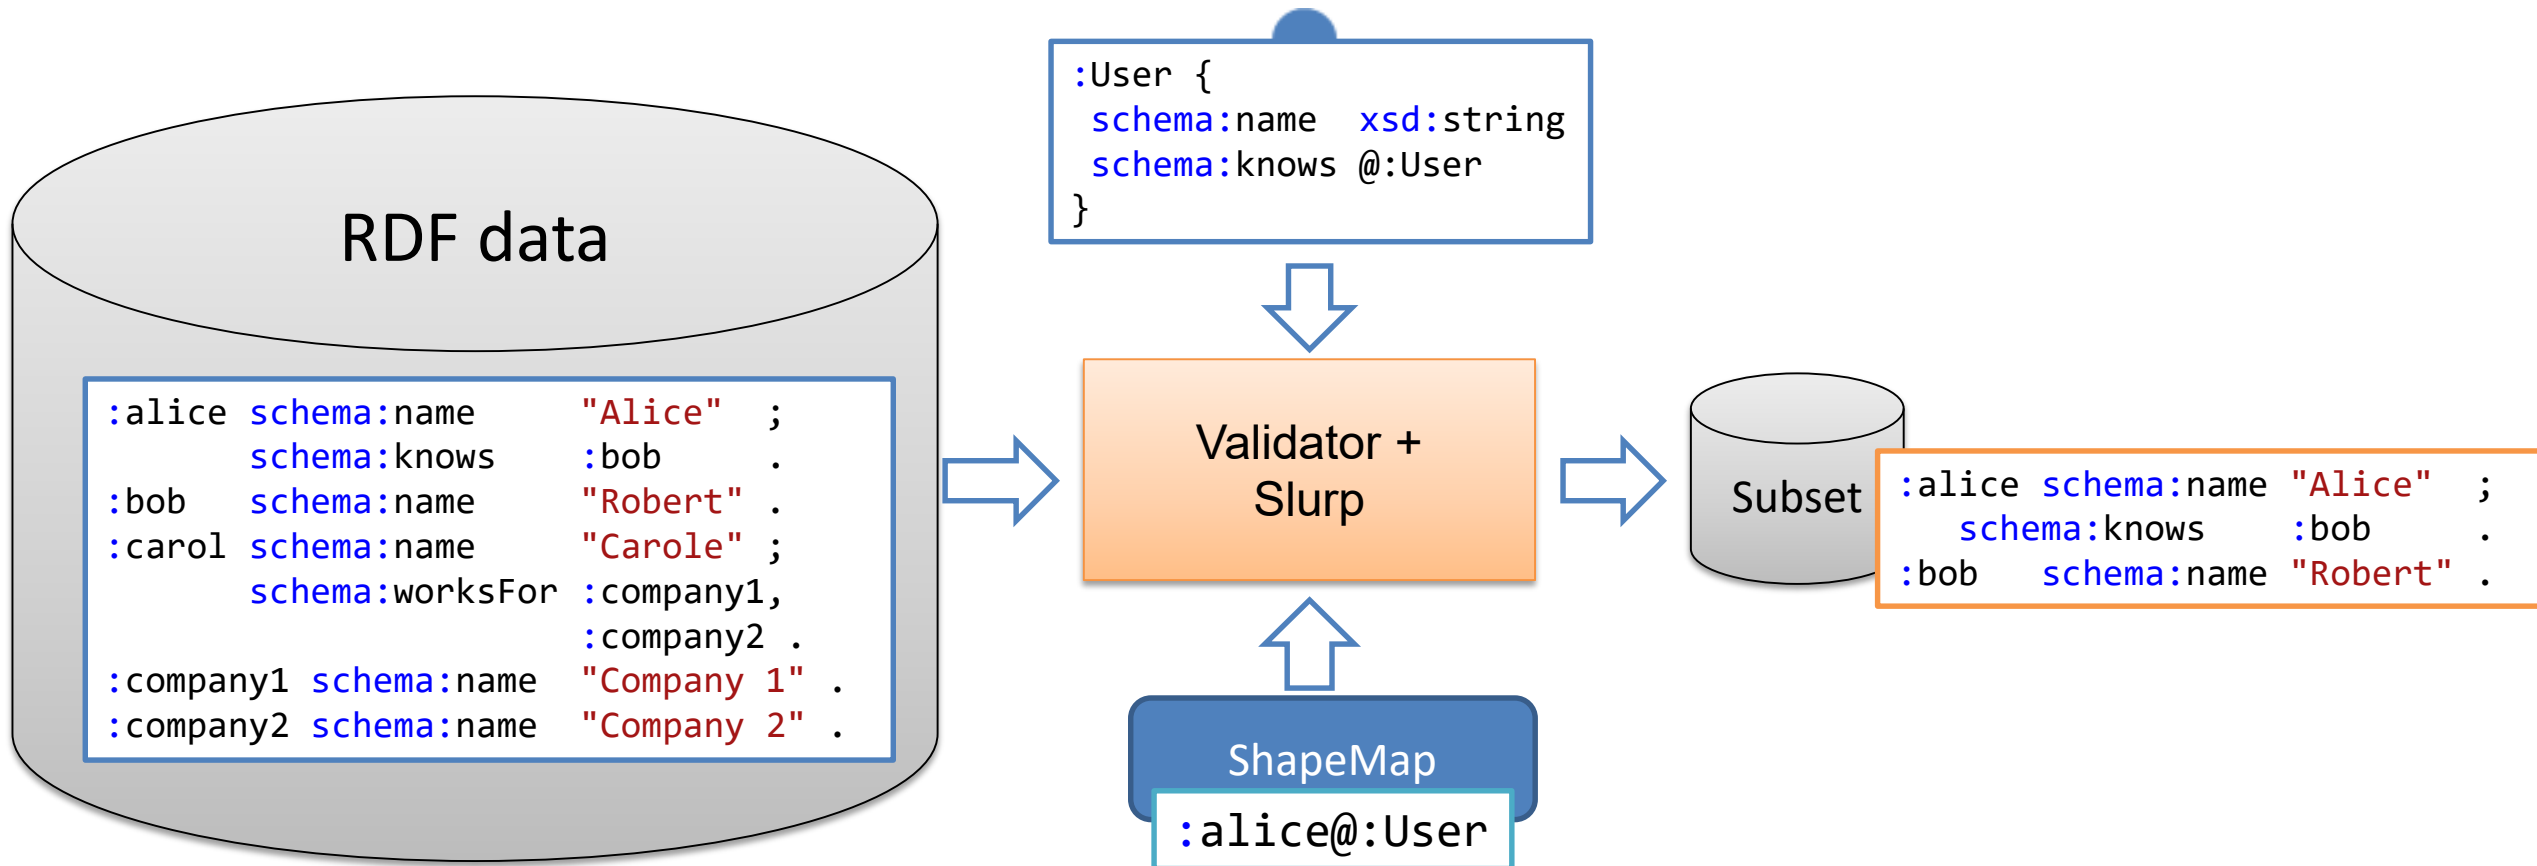 RDF data
:alice schema:name "Alice" ;
schema:knows :bob .
:bob schema:name "Robert" .
:carol schema:name "Carole" ;
schema:worksFor :company1,
:company2 .
:company1 schema:name "Company 1" .
:company2 schema:name "Company 2" .
:User {
schema:name xsd:string
schema:knows @:User
}
Validator +
Slurp
ShapeMap
:alice@:User
Subset
:alice schema:name "Alice" ;
schema:knows :bob .
:bob schema:name "Robert" .